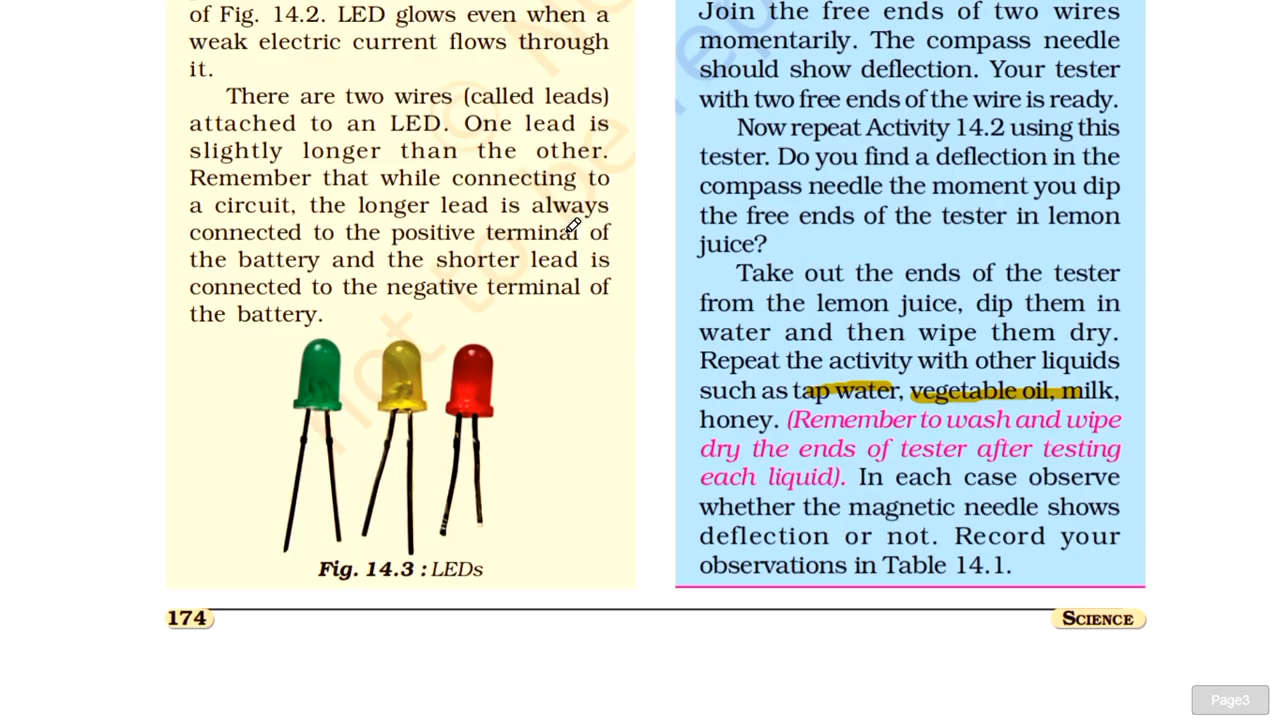 of Fig. 14.2. LED glows even when a
weak electric current flows through
it.
There are two wires (called leads)
attached to an LED. One lead is
slightly longer than the other.
Remember that while connecting to
a circuit, the longer lead is always
connected to the positive terminal of
the battery and the shorter lead is
connected to the negative terminal of
the battery.
Fig. 14.3 : LEDs
Join the free ends of two wires
momentarily. The compass needle
should show deflection. Your tester
with two free ends of the wire is ready.
Now repeat Activity 14.2 using this
tester. Do you find a deflection in the
compass needle the moment you dip
the free ends of the tester in lemon
juice?
Take out the ends of the tester
from the lemon juice, dip them in
water and then wipe them dry.
Repeat the activity with other liquids
such as tap water, vegetable oil, milk,
honey. (Remember to wash and wipe
dry the ends of tester after testing
each liquid). In each case observe
whether the magnetic needle shows
deflection or not. Record your
observations in Table 14.1.
174
SCIENCE
Page3
not to be rep
© N